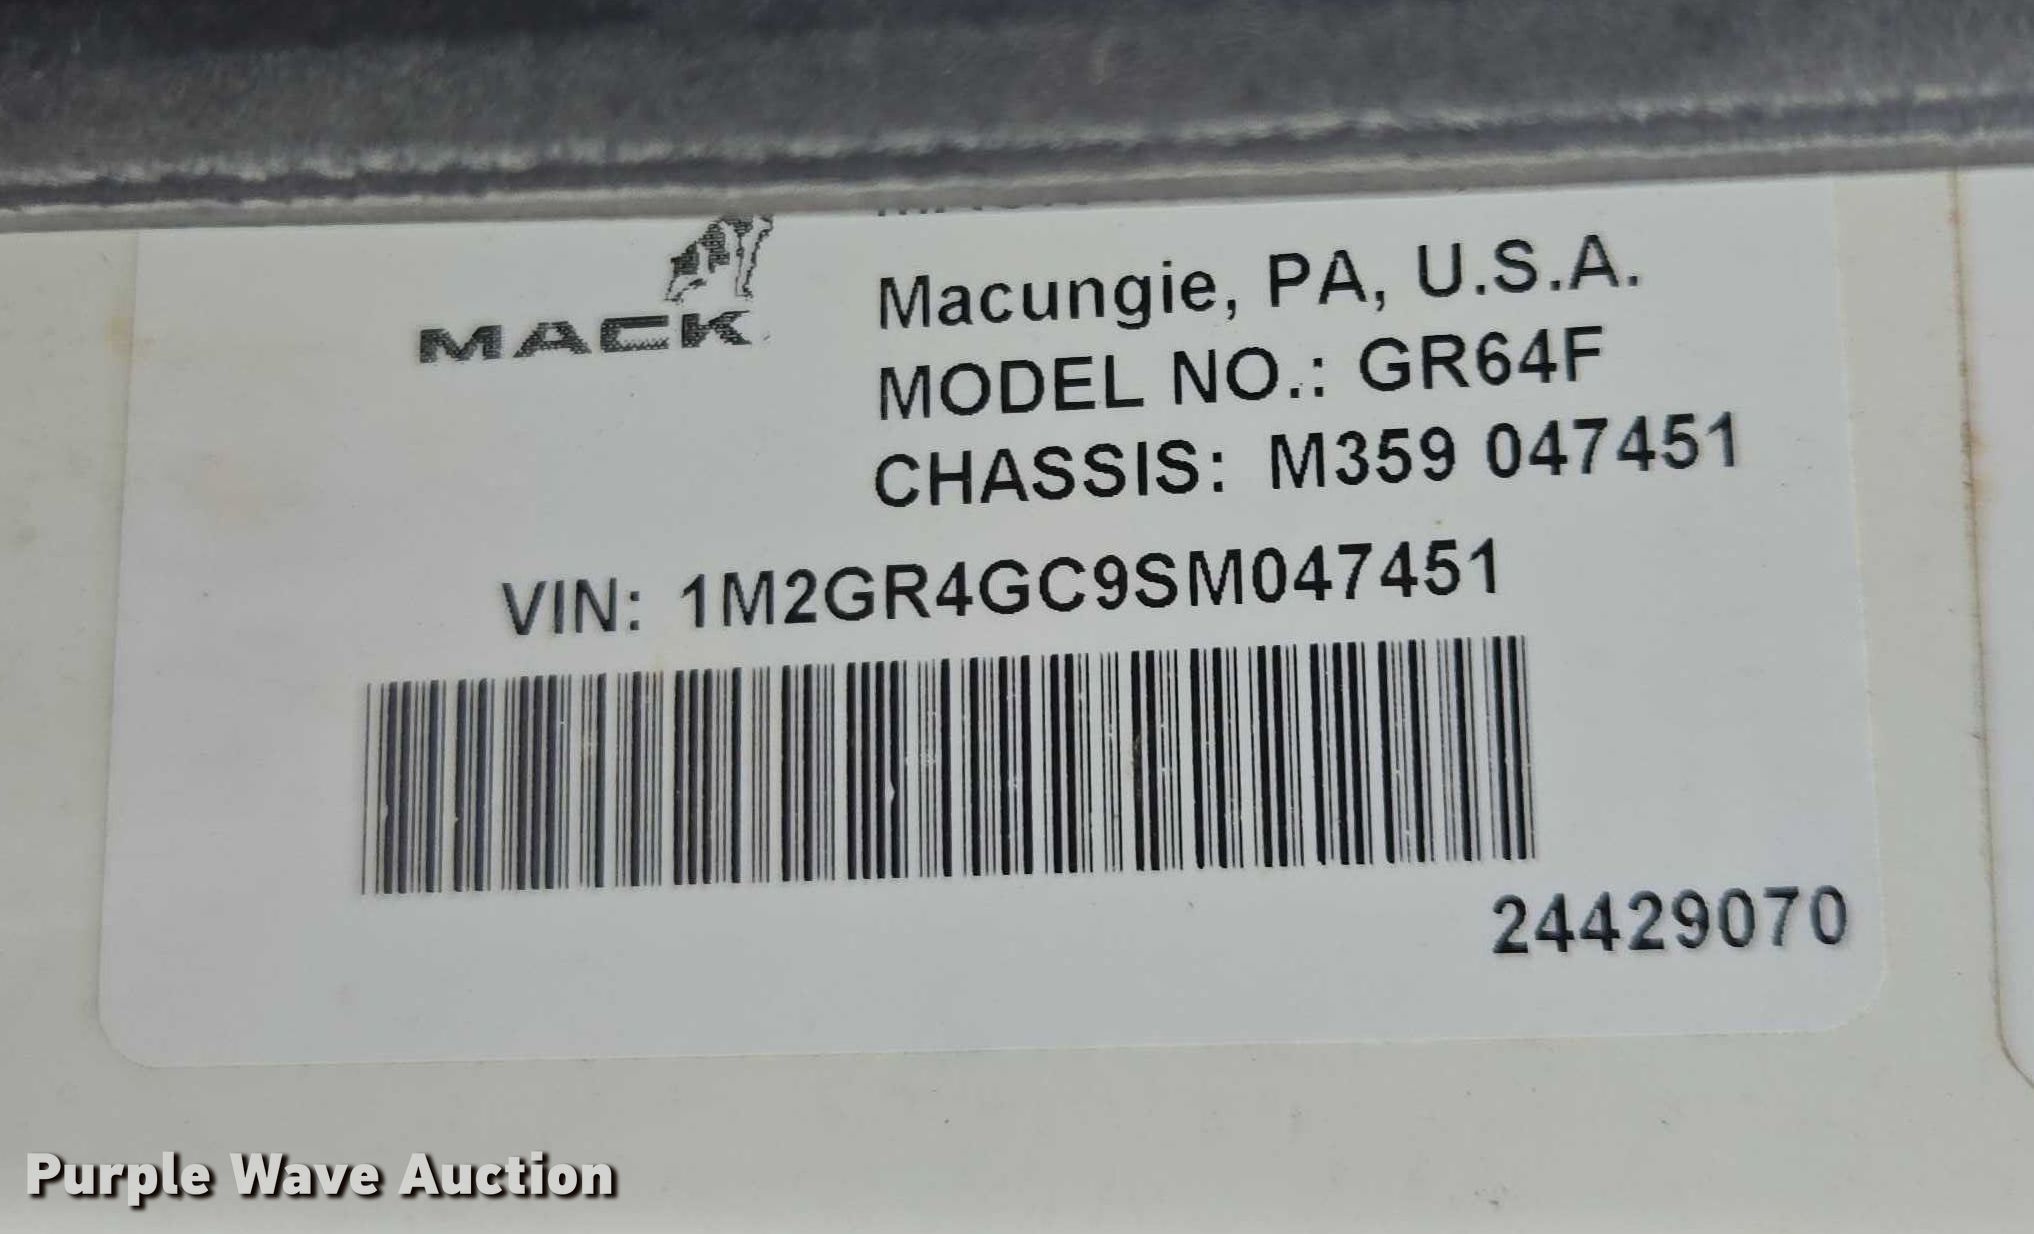 MACK
Macungie, PA, U.S.A.
MODEL NO.: GR64F
CHASSIS: M359 047451
VIN: 1M2GR4GC9SM047451
24429070
Purple Wave Auction